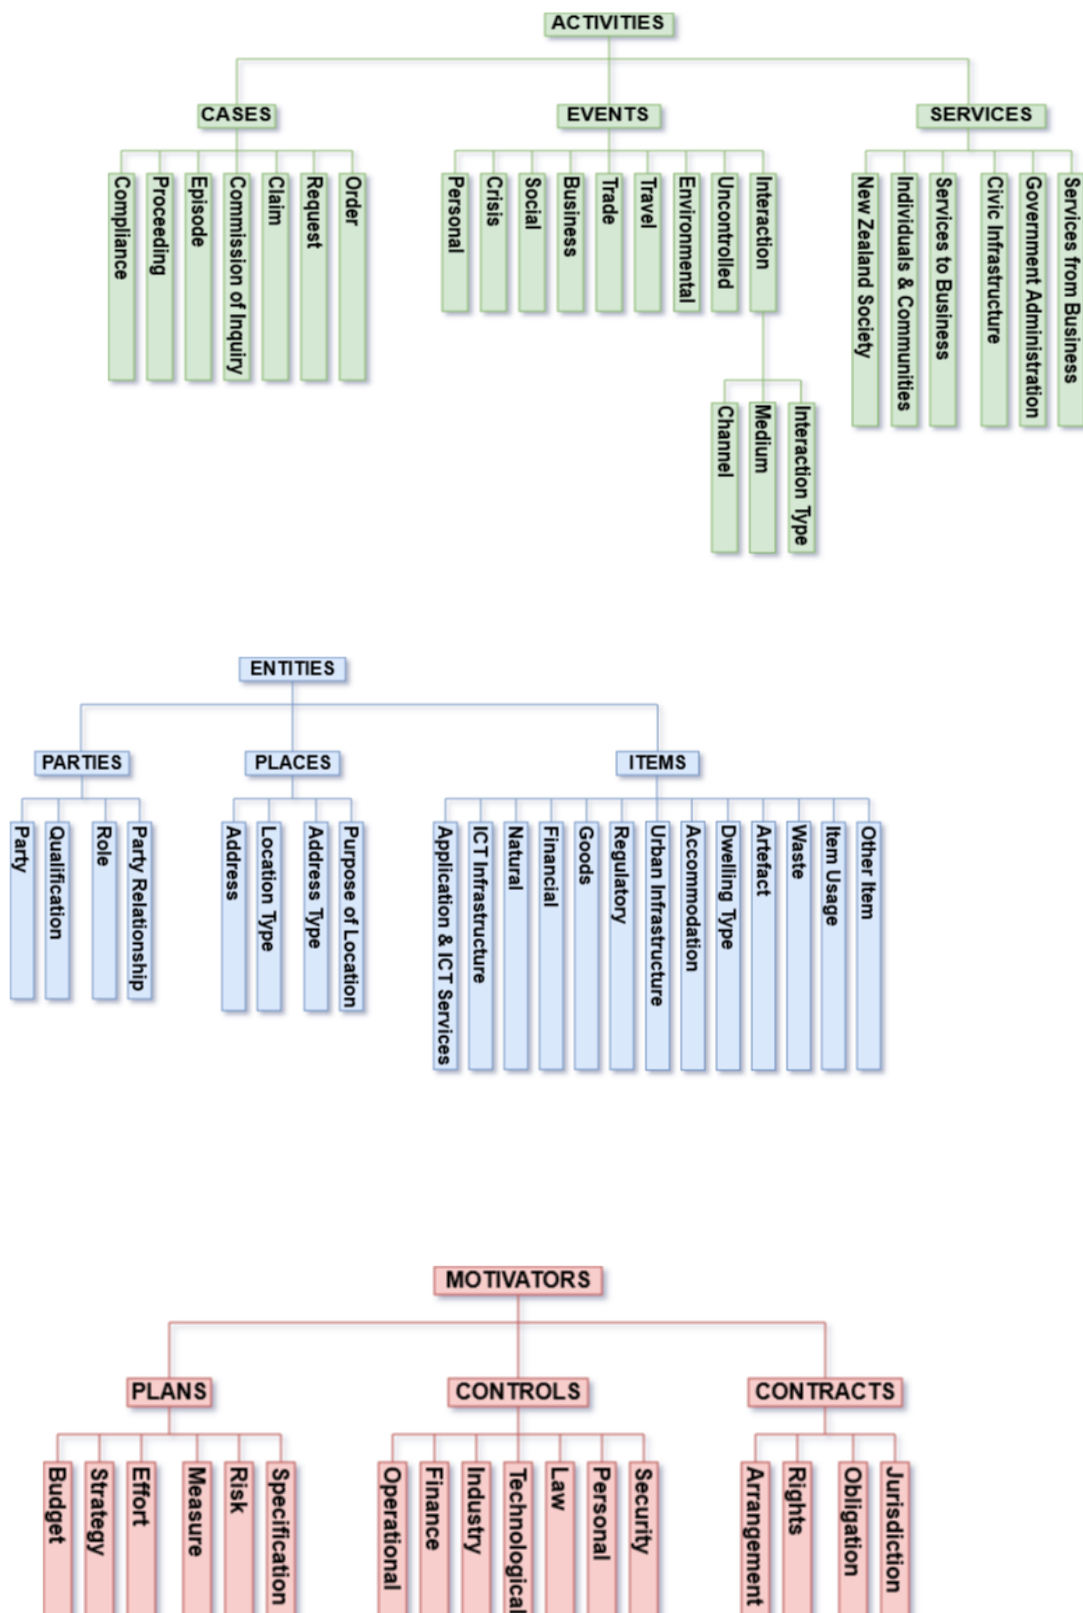 ACTIVITIES
CASES
EVENTS
SERVICES
Compliance
Proceeding
Episode
Commission of Inquiry
Claim
Request
Order
Personal
Crisis
Social
Business
Trade
Travel
Environmental
Uncontrolled
Interaction
New Zealand Society
Individuals & Communities
Services to Business
Civic Infrastructure
Government Administration
Services from Business
Channel
Medium
Interaction Type
ENTITIES
PARTIES
PLACES
ITEMS
Party
Qualification
Role
Party Relationship
Address
Location Type
Address Type
Purpose of Location
Application & ICT Services
ICT Infrastructure
Natural
Financial
Goods
Regulatory
Urban Infrastructure
Accommodation
Dwelling Type
Artefact
Waste
Item Usage
Other Item
MOTIVATORS
PLANS
CONTROLS
CONTRACTS
Budget
Strategy
Effort
Measure
Risk
Specification
Operational
Finance
Industry
Technological
Law
Personal
Security
Arrangement
Rights
Obligation
Jurisdiction